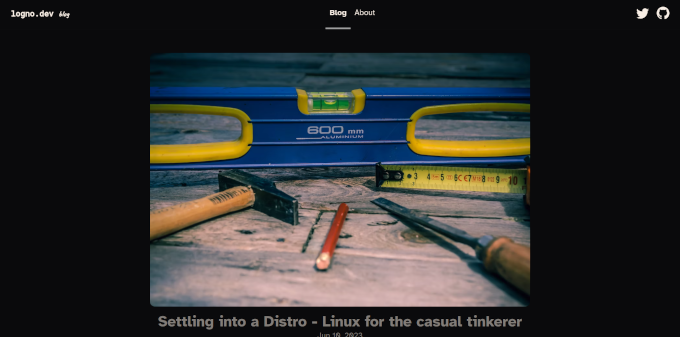 logno.dev blog
Blog About
600 mm
ALUMINIUM
3 4 5 6 7 8 9 10
Settling into a Distro - Linux for the casual tinkerer
Jun 10, 2023